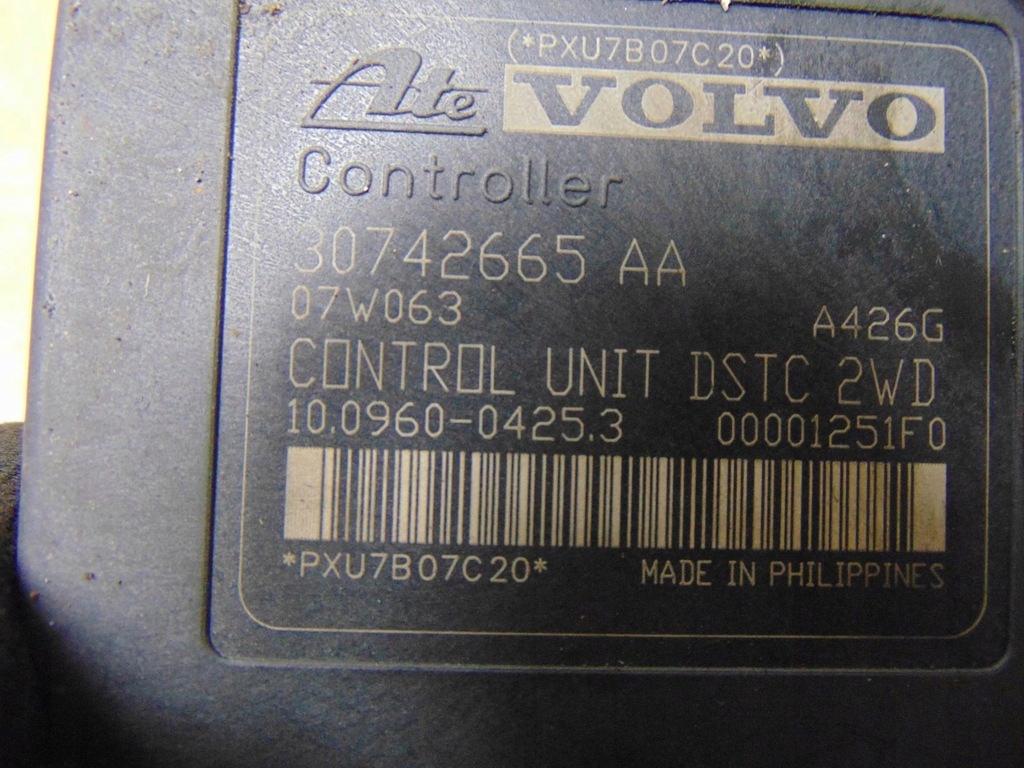 (*PXU7B07C20*)
Ate VOLVO
Controller
30742665 AA
07W063 A426G
CONTROL UNIT DSTC 2WD
10.0960-0425.3 00001251F0
*PXU7B07C20* MADE IN PHILIPPINES